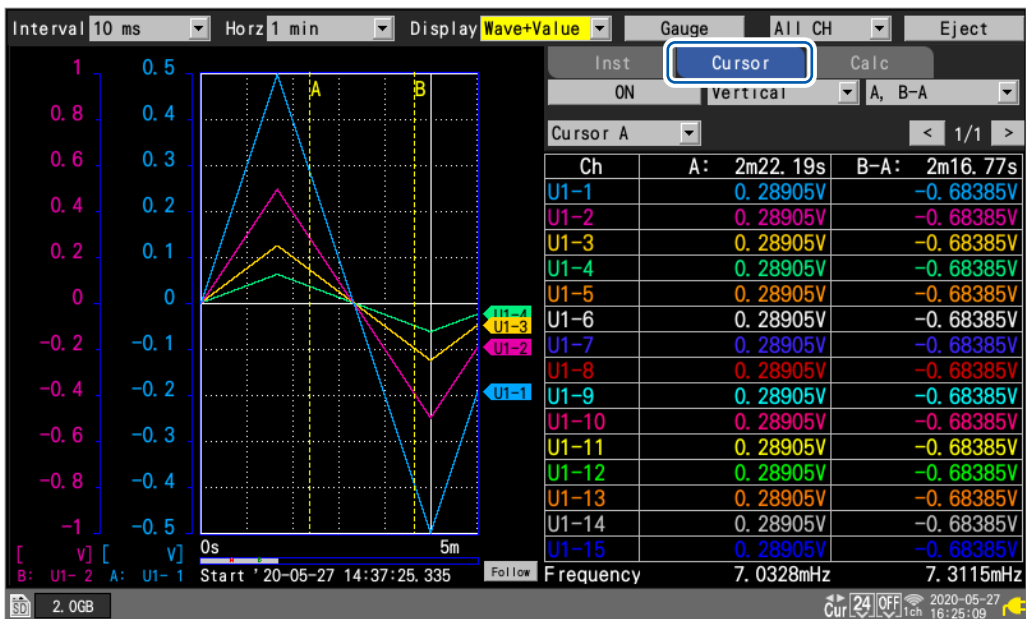 Interval 10 ms Horz 1 min Display Wave+Value Gauge All CH Eject
Inst Cursor Calc
ON Vertical A, B-A
Cursor A < 1/1 >
Ch A: 2m22.19s B-A: 2m16.77s
U1-1 0.28905V -0.68385V
U1-2 0.28905V -0.68385V
U1-3 0.28905V -0.68385V
U1-4 0.28905V -0.68385V
U1-5 0.28905V -0.68385V
U1-6 0.28905V -0.68385V
U1-7 0.28905V -0.68385V
U1-8 0.28905V -0.68385V
U1-9 0.28905V -0.68385V
U1-10 0.28905V -0.68385V
U1-11 0.28905V -0.68385V
U1-12 0.28905V -0.68385V
U1-13 0.28905V -0.68385V
U1-14 0.28905V -0.68385V
U1-15 0.28905V -0.68385V
Frequency 7.0328mHz 7.3115mHz
1 0.5
A B
0.8 0.4
0.6 0.3
0.4 0.2
0.2 0.1
0 0
-0.2 -0.1
-0.4 -0.2
-0.6 -0.3
-0.8 -0.4
-1 -0.5
U1-4
U1-3
U1-2
U1-1
[ V] [ V] 0s 5m
B: U1- 2 A: U1- 1 Start '20-05-27 14:37:25.335 Follow
SD 2.0GB Cur 24 OFF 1ch 2020-05-27
16:25:09